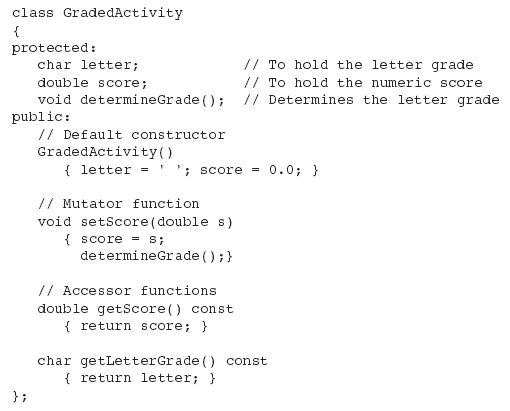 class GradedActivity
{
protected:
   char letter;            // To hold the letter grade
   double score;           // To hold the numeric score
   void determineGrade();  // Determines the letter grade
public:
   // Default constructor
   GradedActivity()
      { letter = ' '; score = 0.0; }

   // Mutator function
   void setScore(double s)
      { score = s;
        determineGrade();}

   // Accessor functions
   double getScore() const
      { return score; }

   char getLetterGrade() const
      { return letter; }
};